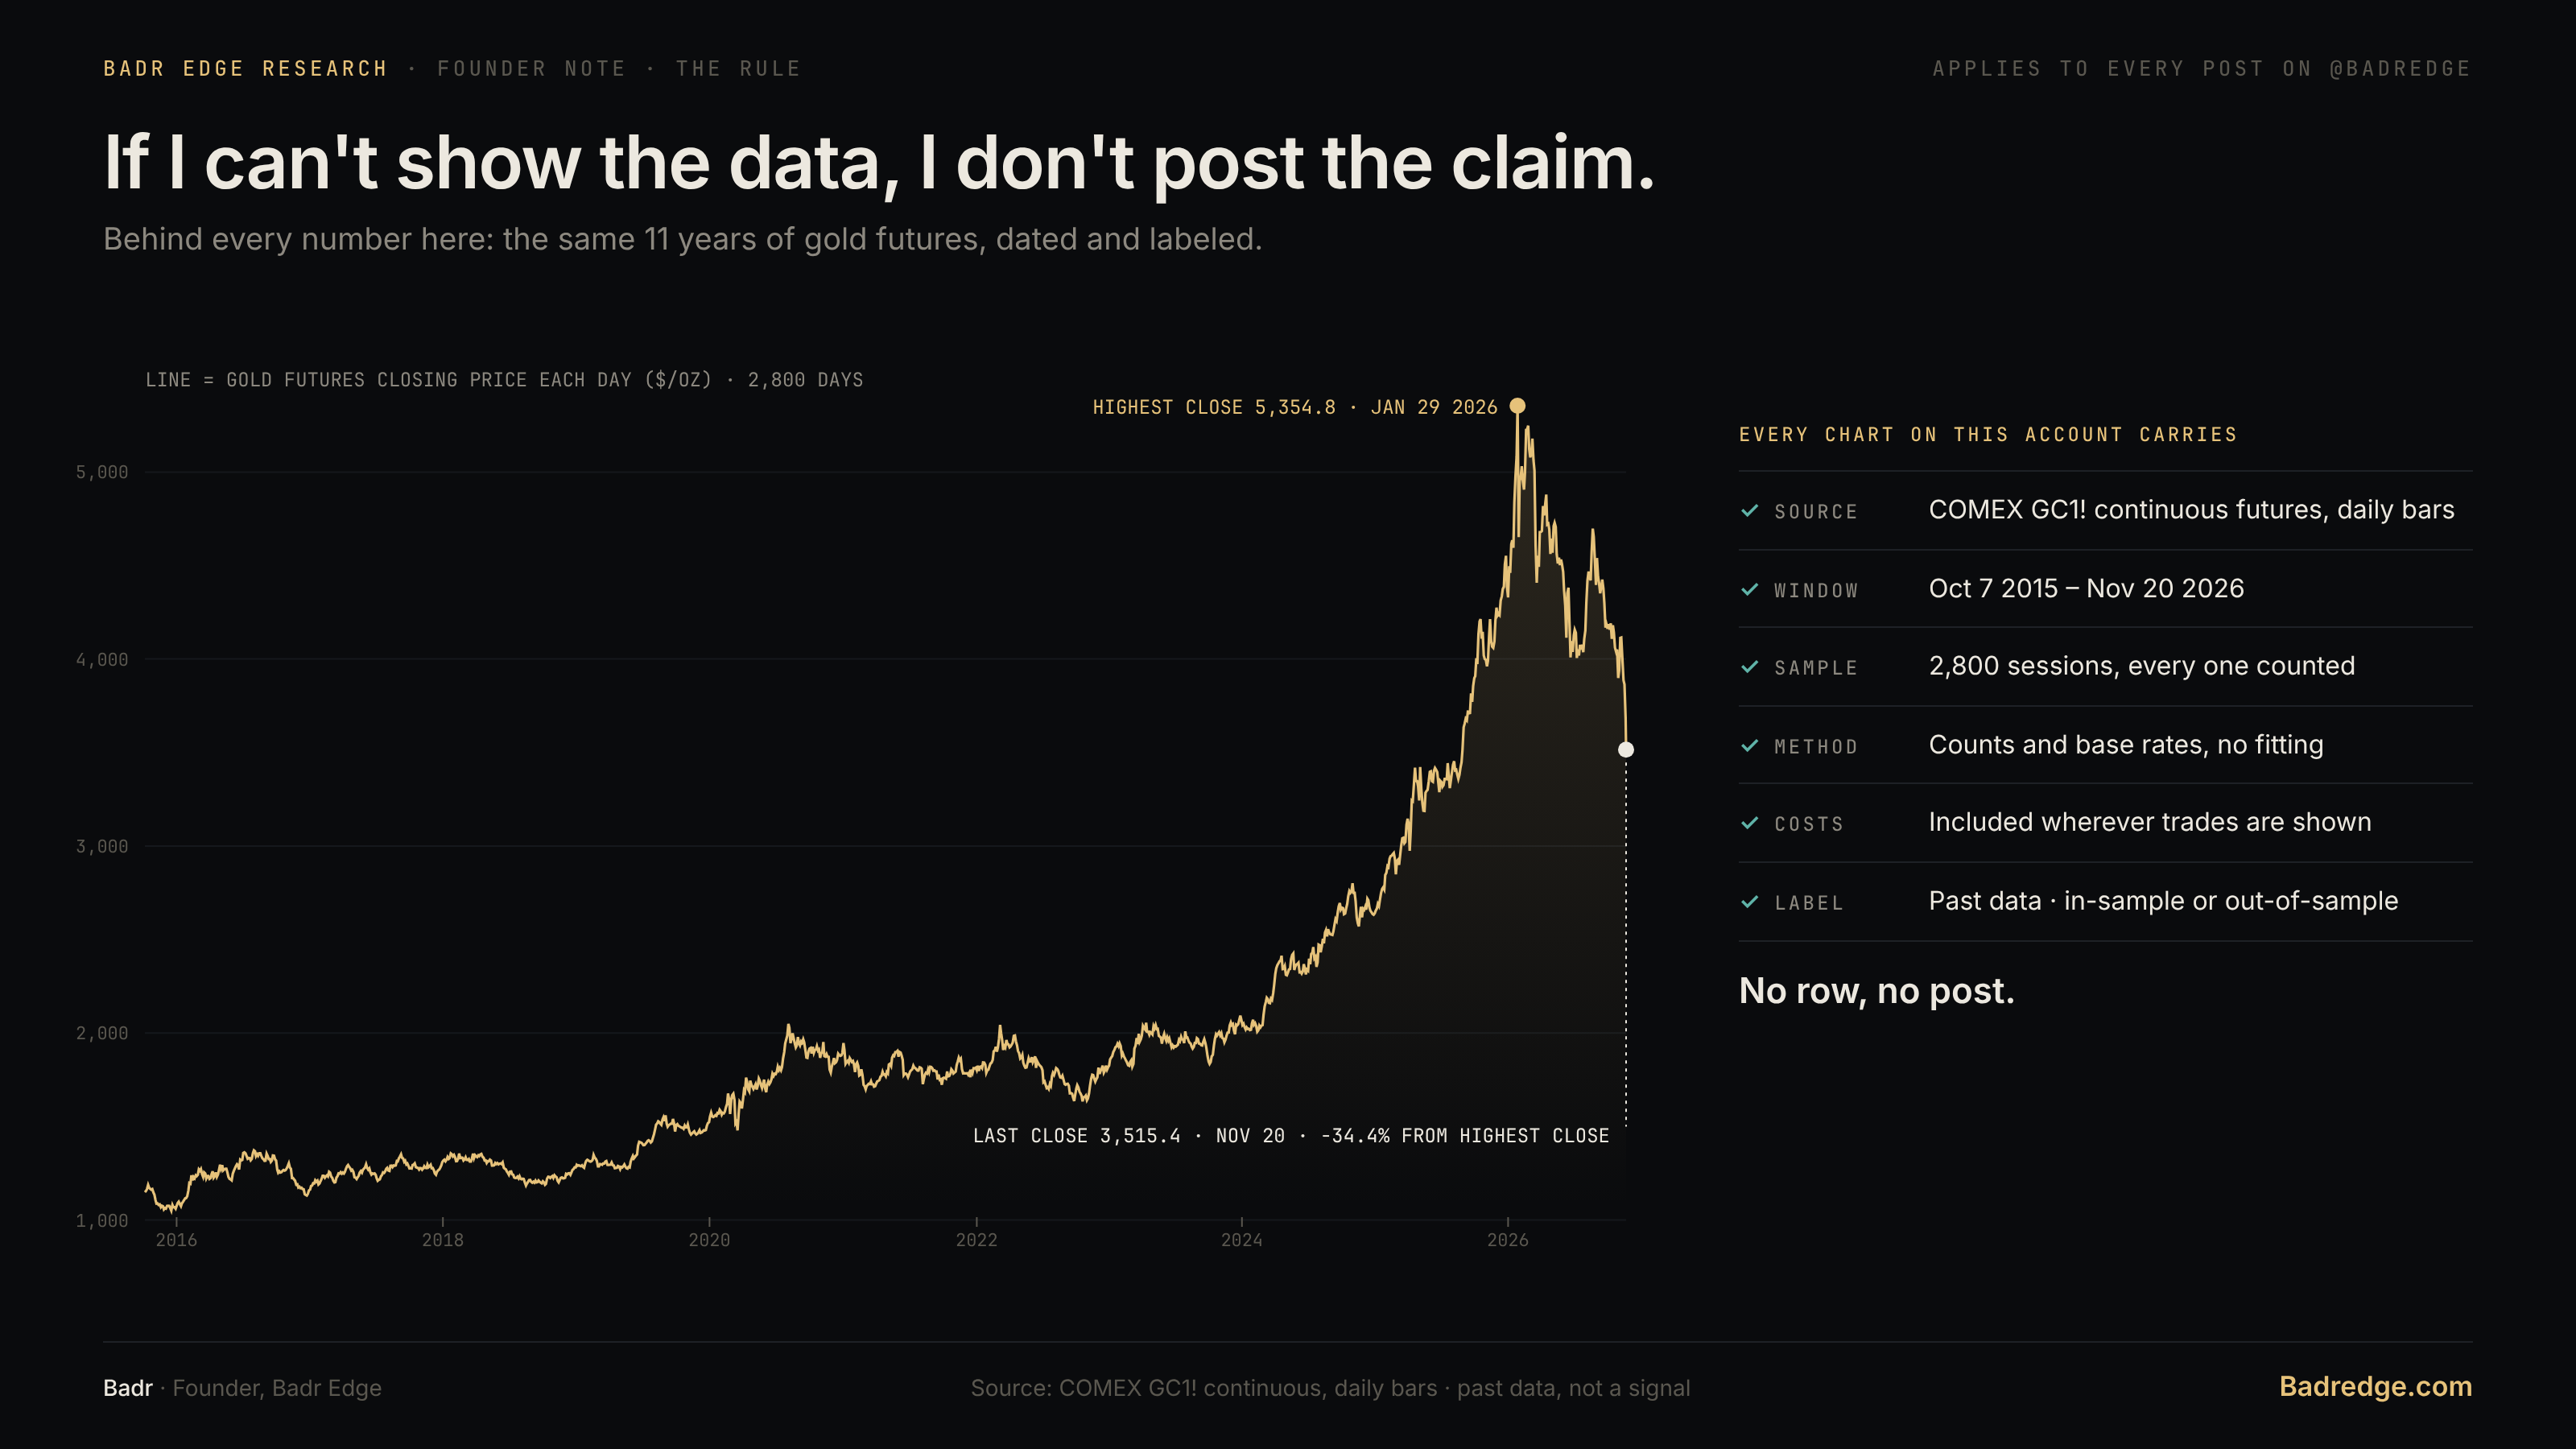 BADR EDGE RESEARCH · FOUNDER NOTE · THE RULE
APPLIES TO EVERY POST ON @BADREDGE
If I can't show the data, I don't post the claim.
Behind every number here: the same 11 years of gold futures, dated and labeled.
LINE = GOLD FUTURES CLOSING PRICE EACH DAY ($/OZ) · 2,800 DAYS
HIGHEST CLOSE 5,354.8 · JAN 29 2026
5,000
4,000
3,000
2,000
1,000
LAST CLOSE 3,515.4 · NOV 20 · -34.4% FROM HIGHEST CLOSE
2016 2018 2020 2022 2024 2026
EVERY CHART ON THIS ACCOUNT CARRIES
✓ SOURCE COMEX GC1! continuous futures, daily bars
✓ WINDOW Oct 7 2015 – Nov 20 2026
✓ SAMPLE 2,800 sessions, every one counted
✓ METHOD Counts and base rates, no fitting
✓ COSTS Included wherever trades are shown
✓ LABEL Past data · in-sample or out-of-sample
No row, no post.
Badr · Founder, Badr Edge
Source: COMEX GC1! continuous, daily bars · past data, not a signal
Badredge.com